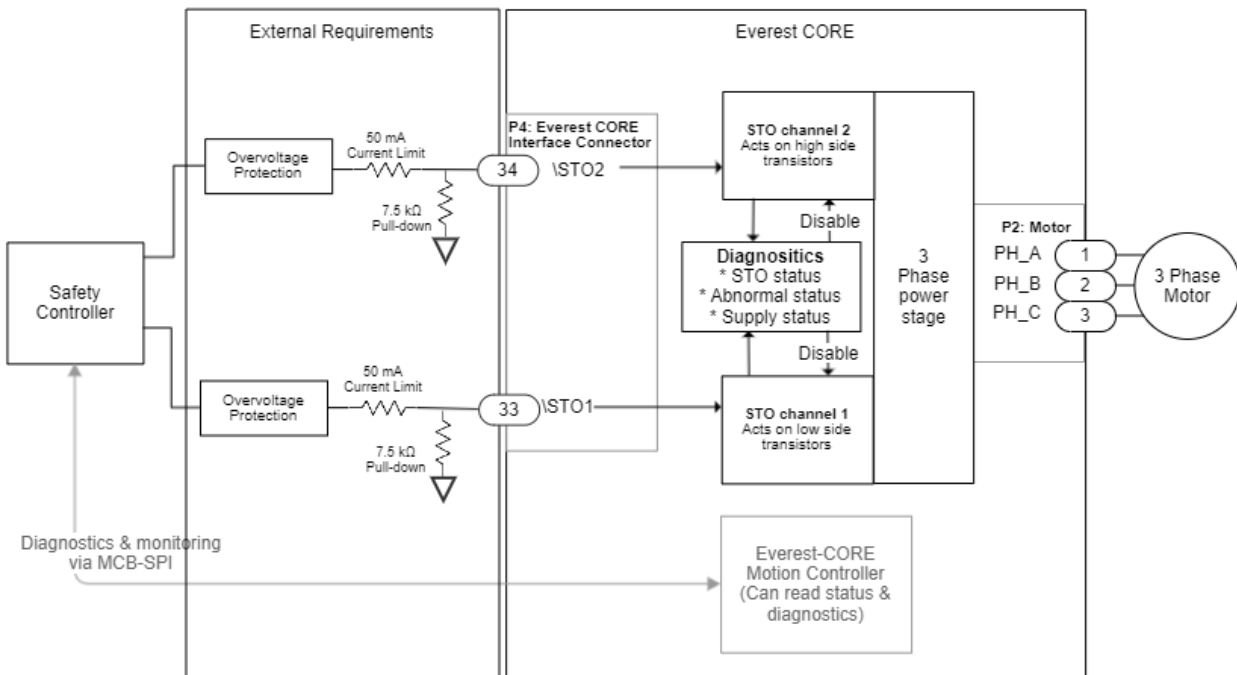 External Requirements
Everest CORE
P4: Everest CORE
Interface Connector
50 mA
Current Limit
Overvoltage
Protection
34
\STO2
7.5 kΩ
Pull-down
STO channel 2
Acts on high side
transistors
Disable
Diagnositics
* STO status
* Abnormal status
* Supply status
Disable
3
Phase
power
stage
P2: Motor
PH_A
1
PH_B
2
PH_C
3
3 Phase
Motor
Safety
Controller
50 mA
Current Limit
Overvoltage
Protection
33
\STO1
7.5 kΩ
Pull-down
STO channel 1
Acts on low side
transistors
Diagnostics & monitoring
via MCB-SPI
Everest-CORE
Motion Controller
(Can read status &
diagnostics)